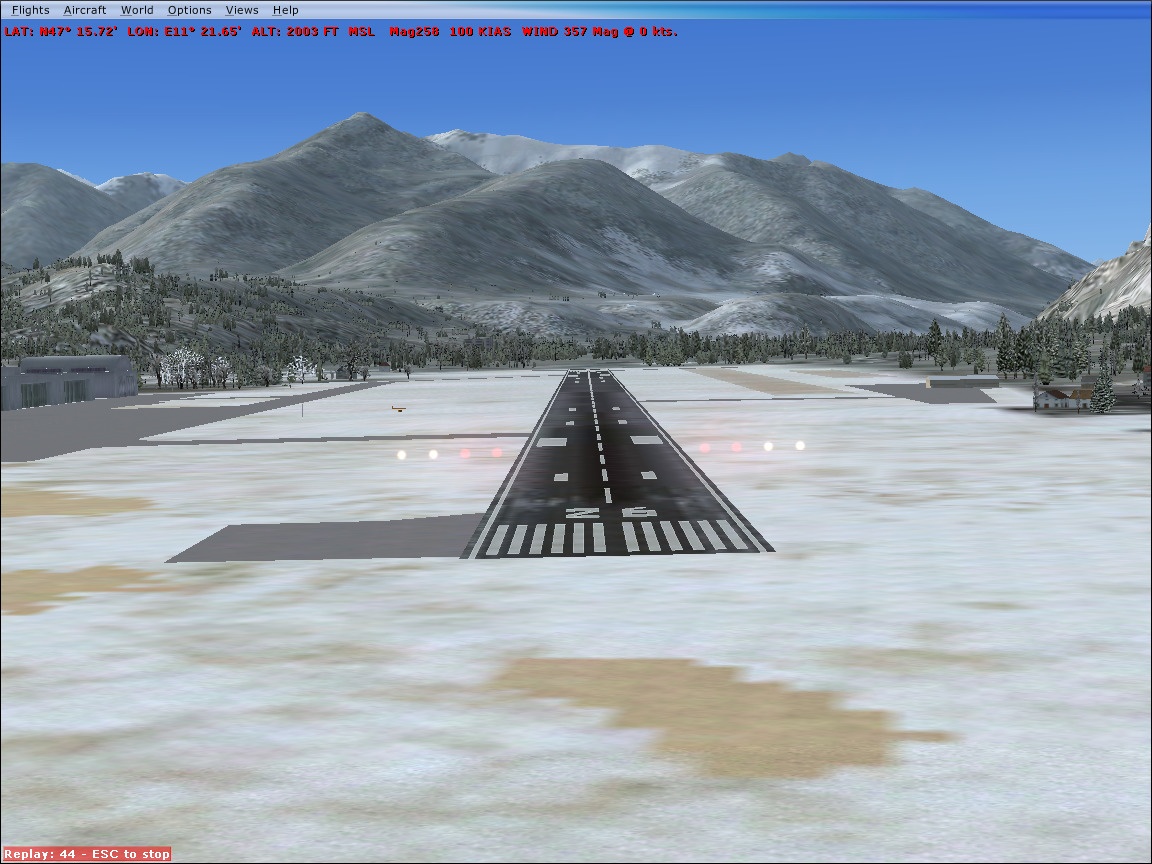 Flights Aircraft World Options Views Help
LAT: N47° 15.72' LON: E11° 21.65' ALT: 2003 FT MSL Mag258 100 KIAS WIND 357 Mag @ 0 kts.
26
Replay: 44 - ESC to stop